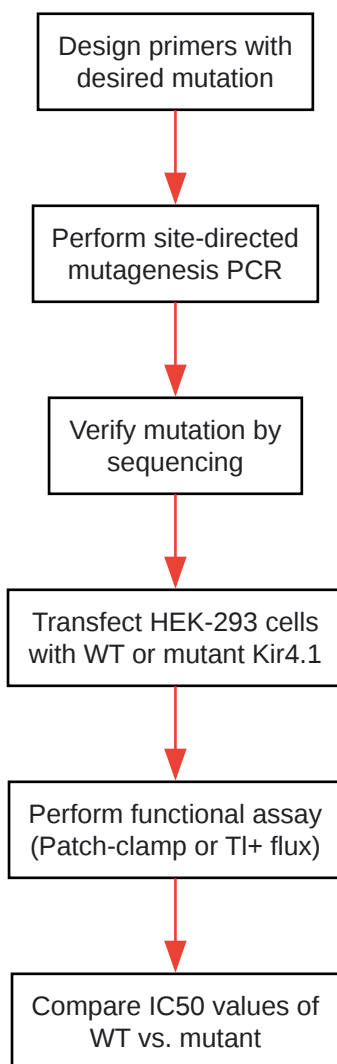 Design primers with
desired mutation
Perform site-directed
mutagenesis PCR
Verify mutation by
sequencing
Transfect HEK-293 cells
with WT or mutant Kir4.1
Perform functional assay
(Patch-clamp or Tl+ flux)
Compare IC50 values of
WT vs. mutant